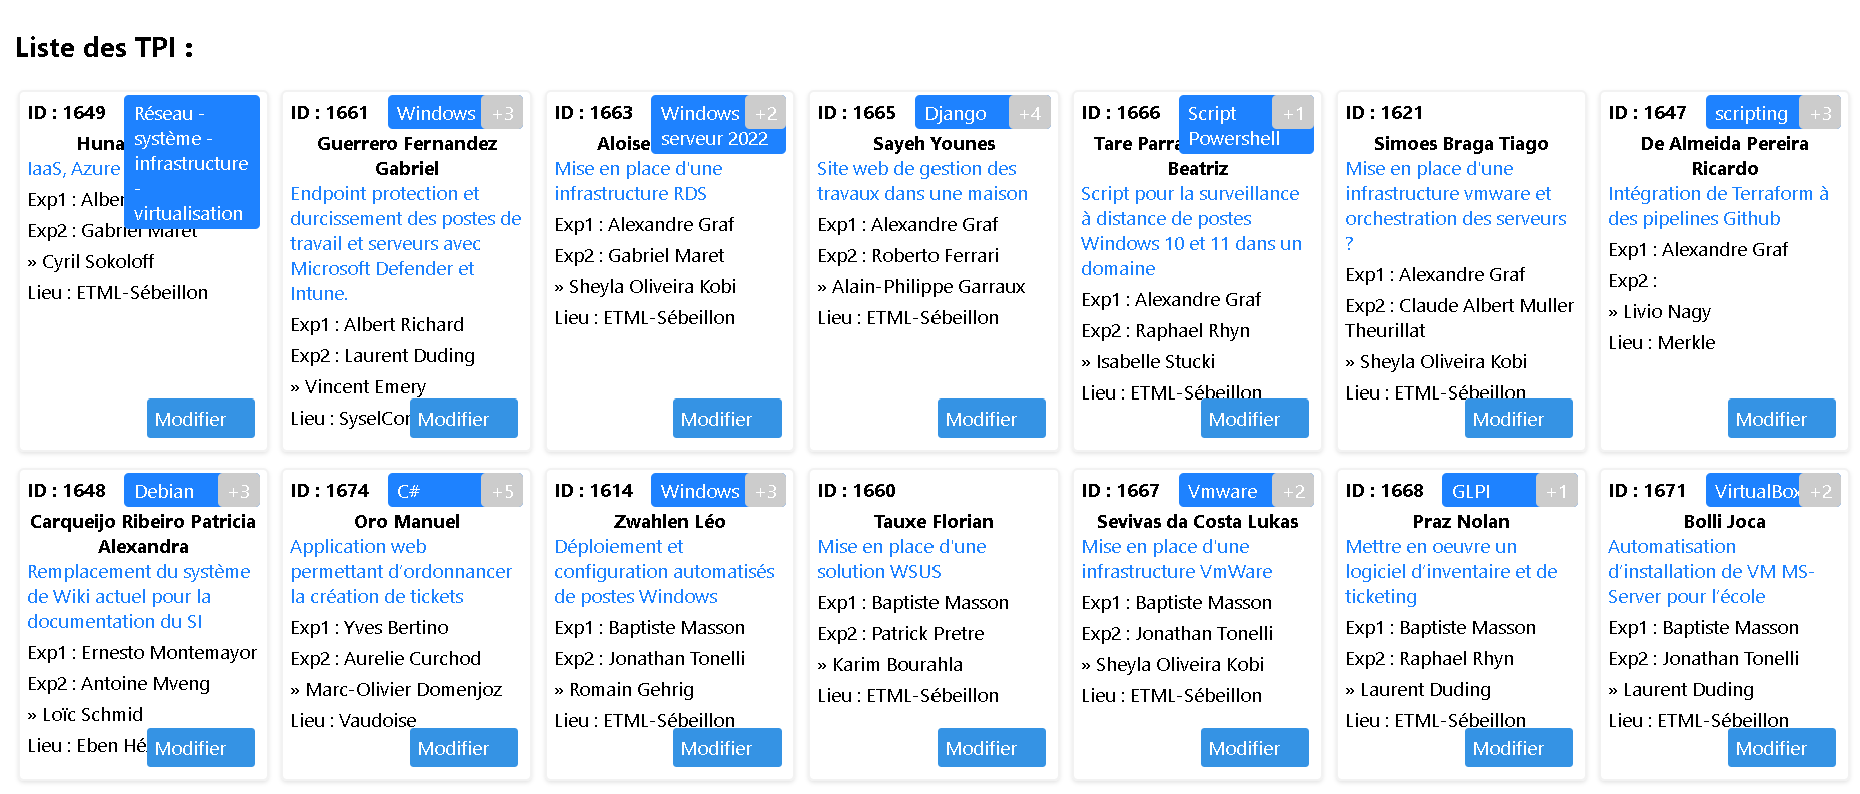 Liste des TPI :
ID : 1649
Réseau -
système -
infrastructure
-
virtualisation
IaaS, Azure
Exp1 :
Exp2 : Gabriel Maret
» Cyril Sokoloff
Lieu : ETML-Sébeillon
Modifier
ID : 1661
Windows
+3
Guerrero Fernandez
Gabriel
Endpoint protection et
durcissement des postes de
travail et serveurs avec
Microsoft Defender et
Intune.
Exp1 : Albert Richard
Exp2 : Laurent Duding
» Vincent Emery
Lieu :
Modifier
ID : 1663
Windows
serveur 2022
+2
Mise en place d'une
infrastructure RDS
Exp1 : Alexandre Graf
Exp2 : Gabriel Maret
» Sheyla Oliveira Kobi
Lieu : ETML-Sébeillon
Modifier
ID : 1665
Django
+4
Sayeh Younes
Site web de gestion des
travaux dans une maison
Exp1 : Alexandre Graf
Exp2 : Roberto Ferrari
» Alain-Philippe Garraux
Lieu : ETML-Sébeillon
Modifier
ID : 1666
Script
Powershell
+1
Tare
Beatriz
Script pour la surveillance
à distance de postes
Windows 10 et 11 dans un
domaine
Exp1 : Alexandre Graf
Exp2 : Raphael Rhyn
» Isabelle Stucki
Lieu : ETML-Sébeillon
Modifier
ID : 1621
Simoes Braga Tiago
Mise en place d'une
infrastructure vmware et
orchestration des serveurs
?
Exp1 : Alexandre Graf
Exp2 : Claude Albert Muller
Theurillat
» Sheyla Oliveira Kobi
Lieu : ETML-Sébeillon
Modifier
ID : 1647
scripting
+3
De Almeida Pereira
Ricardo
Intégration de Terraform à
des pipelines Github
Exp1 : Alexandre Graf
Exp2 :
» Livio Nagy
Lieu : Merkle
Modifier
ID : 1648
Debian
+3
Carqueijo Ribeiro Patricia
Alexandra
Remplacement du système
de Wiki actuel pour la
documentation du SI
Exp1 : Ernesto Montemayor
Exp2 : Antoine Mveng
» Loïc Schmid
Lieu : Eben
Modifier
ID : 1674
C#
+5
Oro Manuel
Application web
permettant d’ordonnancer
la création de tickets
Exp1 : Yves Bertino
Exp2 : Aurelie Curchod
» Marc-Olivier Domenjoz
Lieu : Vaudoise
Modifier
ID : 1614
Windows
+3
Zwahlen Léo
Déploiement et
configuration automatisés
de postes Windows
Exp1 : Baptiste Masson
Exp2 : Jonathan Tonelli
» Romain Gehrig
Lieu : ETML-Sébeillon
Modifier
ID : 1660
Tauxe Florian
Mise en place d'une
solution WSUS
Exp1 : Baptiste Masson
Exp2 : Patrick Pretre
» Karim Bourahla
Lieu : ETML-Sébeillon
Modifier
ID : 1667
Vmware
+2
Sevivas da Costa Lukas
Mise en place d'une
infrastructure VmWare
Exp1 : Baptiste Masson
Exp2 : Jonathan Tonelli
» Sheyla Oliveira Kobi
Lieu : ETML-Sébeillon
Modifier
ID : 1668
GLPI
+1
Praz Nolan
Mettre en oeuvre un
logiciel d’inventaire et de
ticketing
Exp1 : Baptiste Masson
Exp2 : Raphael Rhyn
» Laurent Duding
Lieu : ETML-Sébeillon
Modifier
ID : 1671
VirtualBox
+2
Bolli Joca
Automatisation
d’installation de VM MS-
Server pour l’école
Exp1 : Baptiste Masson
Exp2 : Jonathan Tonelli
» Laurent Duding
Lieu : ETML-Sébeillon
Modifier